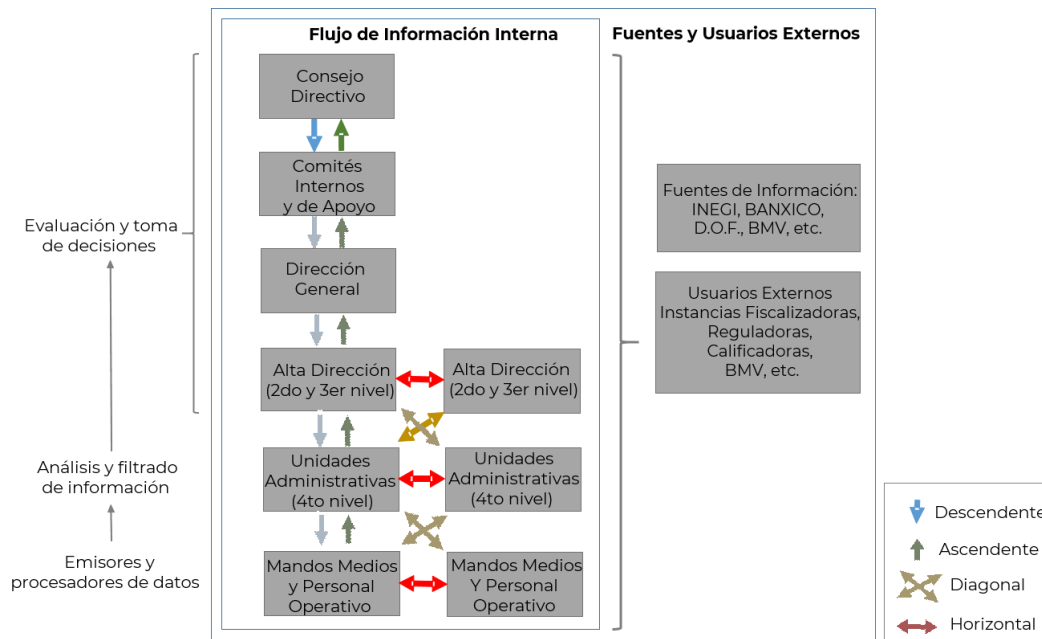 Flujo de Información Interna
Fuentes y Usuarios Externos
Consejo
Directivo
Comités
Internos
y de Apoyo
Dirección
General
Alta Dirección
(2do y 3er nivel)
Alta Dirección
(2do y 3er nivel)
Unidades
Administrativas
(4to nivel)
Unidades
Administrativas
(4to nivel)
Mandos Medios
y Personal
Operativo
Mandos Medios
Y Personal
Operativo
Evaluación y toma
de decisiones
Análisis y filtrado
de información
Emisores y
procesadores de datos
Fuentes de Información:
INEGI, BANXICO,
D.O.F., BMV, etc.
Usuarios Externos
Instancias Fiscalizadoras,
Reguladoras,
Calificadoras,
BMV, etc.
Descendente
Ascendente
Diagonal
Horizontal